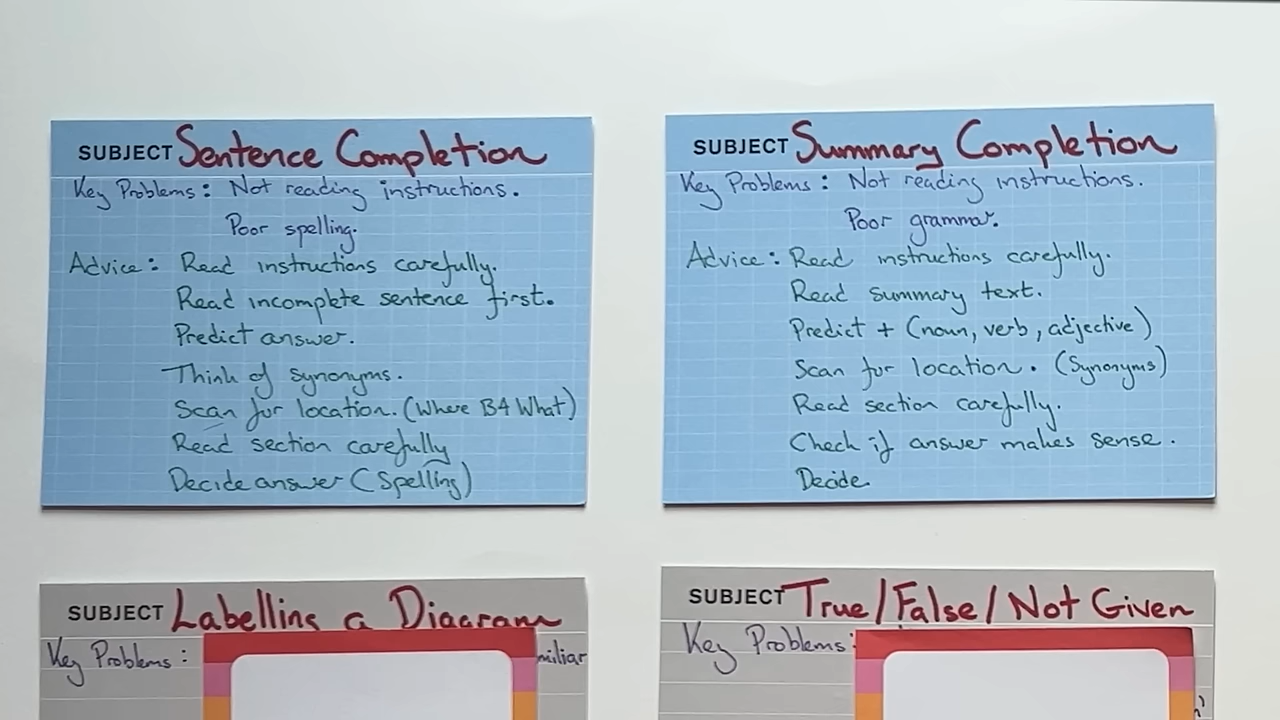 SUBJECT Sentence Completion
Key Problems: Not reading instructions.
Poor spelling.
Advice: Read instructions carefully.
Read incomplete sentence first.
Predict answer.
Think of synonyms.
Scan for location. (Where B4 What)
Read section carefully
Decide answer (Spelling)
SUBJECT Summary Completion
Key Problems: Not reading instructions.
Poor grammar.
Advice: Read instructions carefully.
Read summary text.
Predict + (noun, verb, adjective)
Scan for location. (Synonyms)
Read section carefully.
Check if answer makes sense.
Decide.
SUBJECT Labelling a Diagram
Key Problems:
SUBJECT True/False/Not Given
Key Problems: